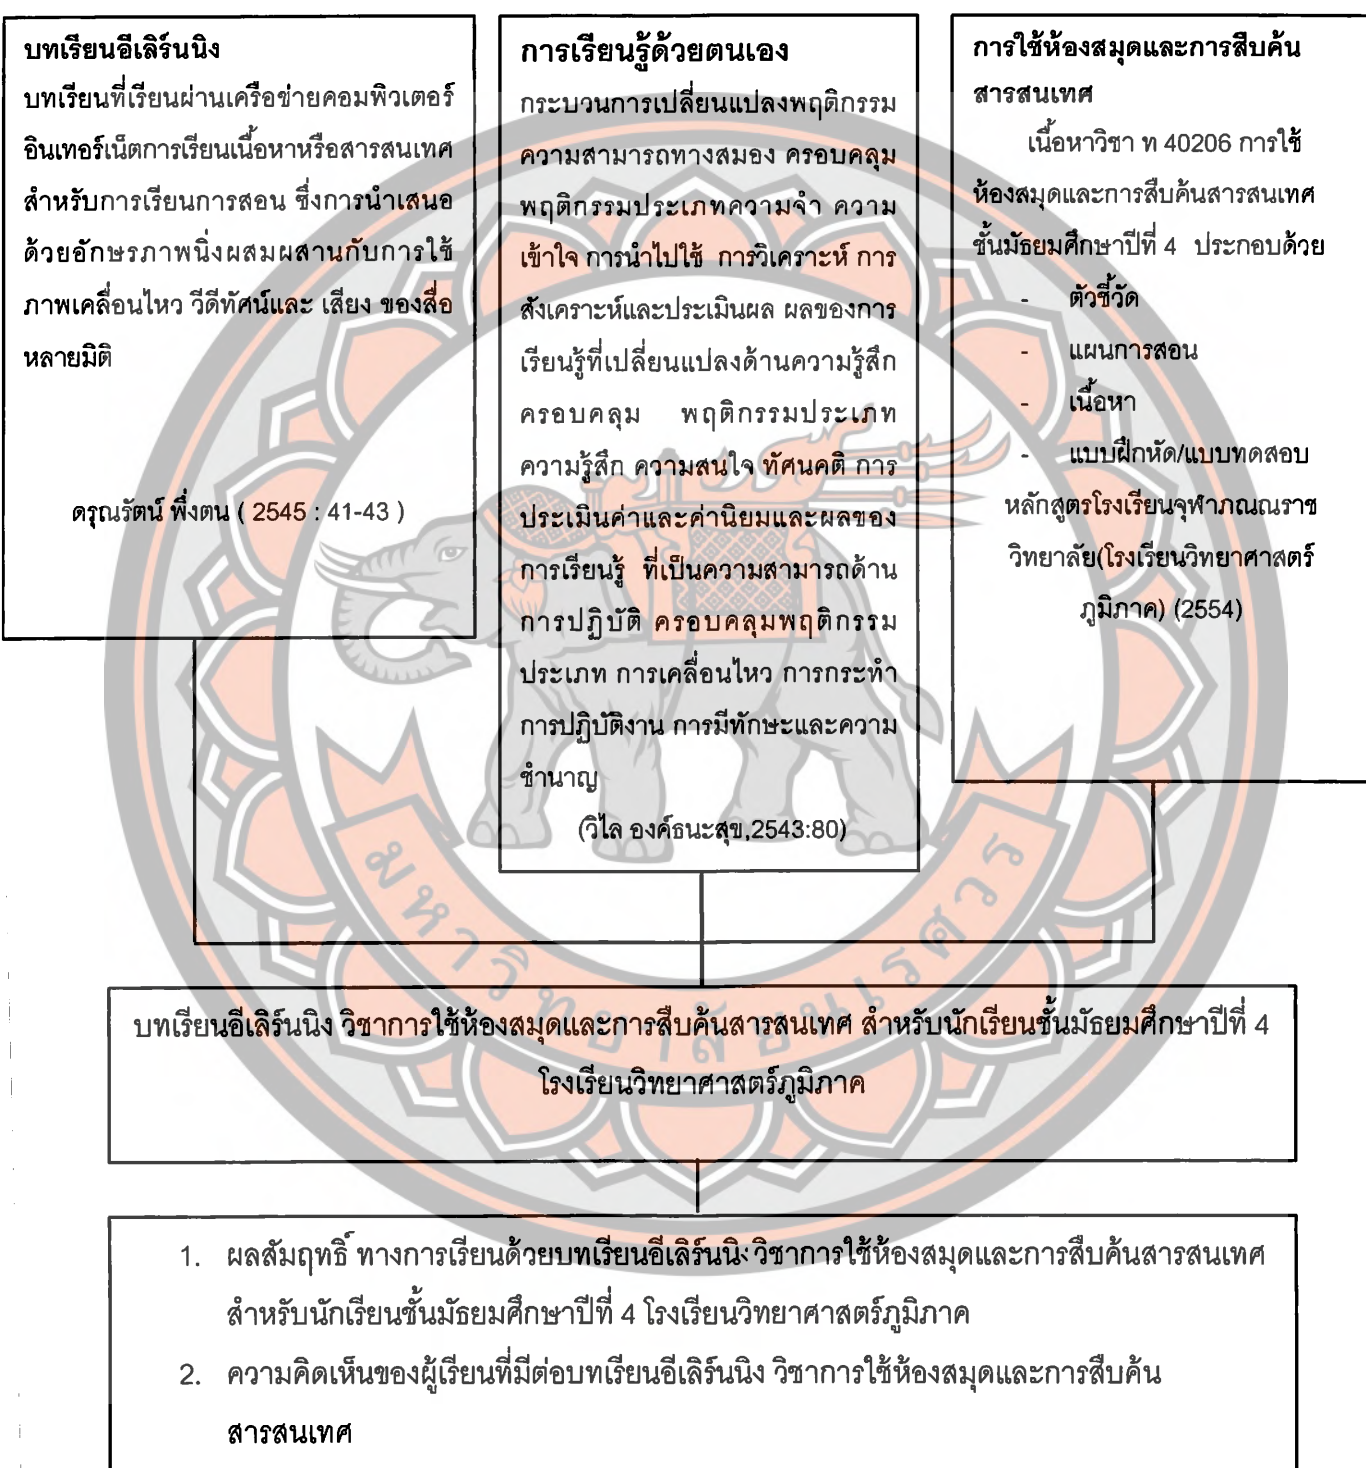 บทเรียนอีเลิร์นนิง
บทเรียนที่เรียนผ่านเครือข่ายคอมพิวเตอร์
อินเทอร์เน็ตการเรียนเนื้อหาหรือสารสนเทศ
สำหรับการเรียนการสอน ซึ่งการนำเสนอ
ด้วยอักษรภาพนิ่งผสมผสานกับการใช้
ภาพเคลื่อนไหว วีดีทัศน์และ เสียง ของสื่อ
หลายมิติ
ดรุณรัตน์ พึ่งตน ( 2545 : 41-43 )
การเรียนรู้ด้วยตนเอง
กระบวนการเปลี่ยนแปลงพฤติกรรม
ความสามารถทางสมอง ครอบคลุม
พฤติกรรมประเภทความจำ ความ
เข้าใจ การนำไปใช้ การวิเคราะห์ การ
สังเคราะห์และประเมินผล ผลของการ
เรียนรู้ที่เปลี่ยนแปลงด้านความรู้สึก
ครอบคลุม พฤติกรรมประเภท
ความรู้สึก ความสนใจ ทัศนคติ การ
ประเมินค่าและค่านิยมและผลของ
การเรียนรู้ ที่เป็นความสามารถด้าน
การปฏิบัติ ครอบคลุมพฤติกรรม
ประเภท การเคลื่อนไหว การกระทำ
การปฏิบัติงาน การมีทักษะและความ
ชำนาญ
(วิไล องค์ธนะสุข,2543:80)
การใช้ห้องสมุดและการสืบค้น
สารสนเทศ
เนื้อหาวิชา ท 40206 การใช้
ห้องสมุดและการสืบค้นสารสนเทศ
ชั้นมัธยมศึกษาปีที่ 4 ประกอบด้วย
- ตัวชี้วัด
- แผนการสอน
- เนื้อหา
- แบบฝึกหัด/แบบทดสอบ
หลักสูตรโรงเรียนจุฬาภณณราช
วิทยาลัย(โรงเรียนวิทยาศาสตร์
ภูมิภาค) (2554)
มหาวิทยาลัยนเรศวร
บทเรียนอีเลิร์นนิง วิชาการใช้ห้องสมุดและการสืบค้นสารสนเทศ สำหรับนักเรียนชั้นมัธยมศึกษาปีที่ 4
โรงเรียนวิทยาศาสตร์ภูมิภาค
1. ผลสัมฤทธิ์ ทางการเรียนด้วยบทเรียนอีเลิร์นนิง วิชาการใช้ห้องสมุดและการสืบค้นสารสนเทศ
สำหรับนักเรียนชั้นมัธยมศึกษาปีที่ 4 โรงเรียนวิทยาศาสตร์ภูมิภาค
2. ความคิดเห็นของผู้เรียนที่มีต่อบทเรียนอีเลิร์นนิง วิชาการใช้ห้องสมุดและการสืบค้น
สารสนเทศ